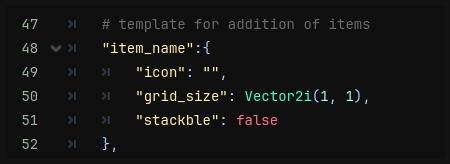 47 # template for addition of items
48 "item_name":{
49 "icon": "",
50 "grid_size": Vector2i(1, 1),
51 "stackble": false
52 },